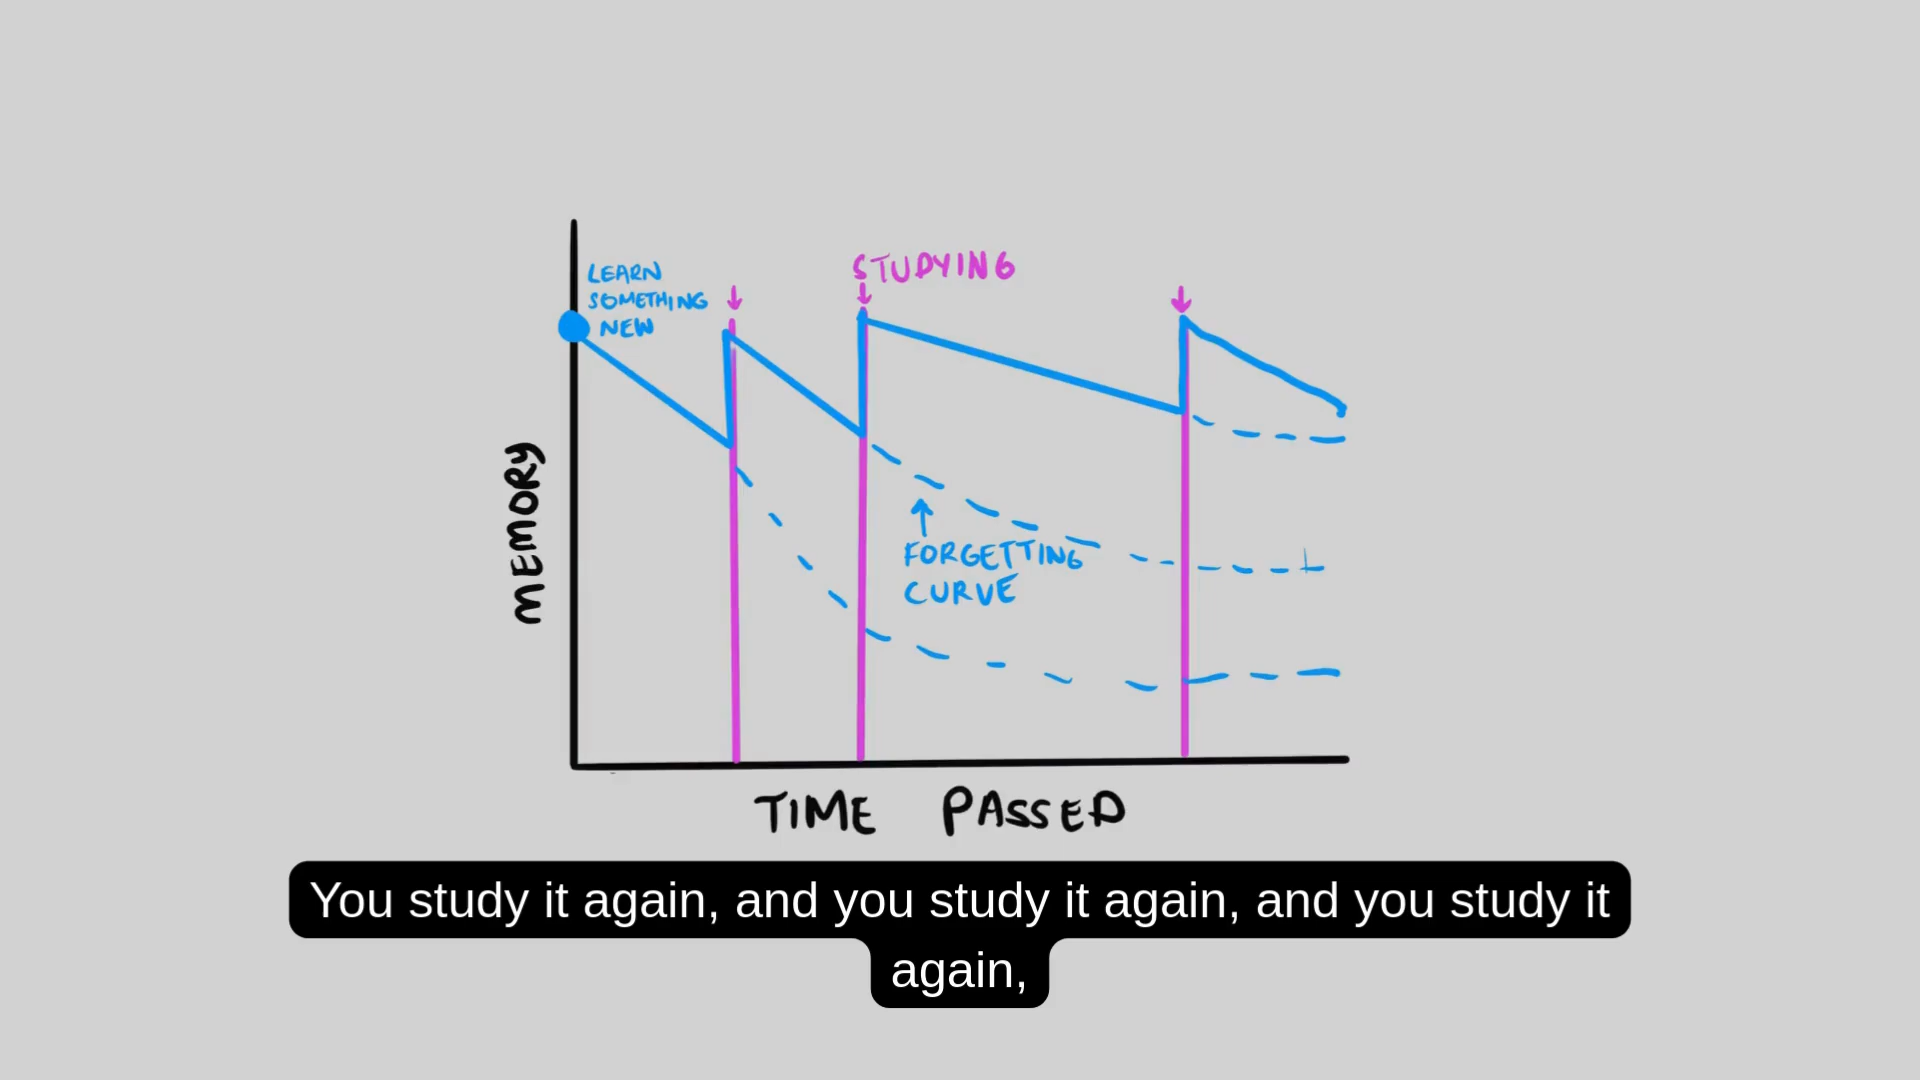 LEARN
SOMETHING
NEW
STUDYING
FORGETTING
CURVE
MEMORY
TIME PASSED
You study it again, and you study it again, and you study it
again,